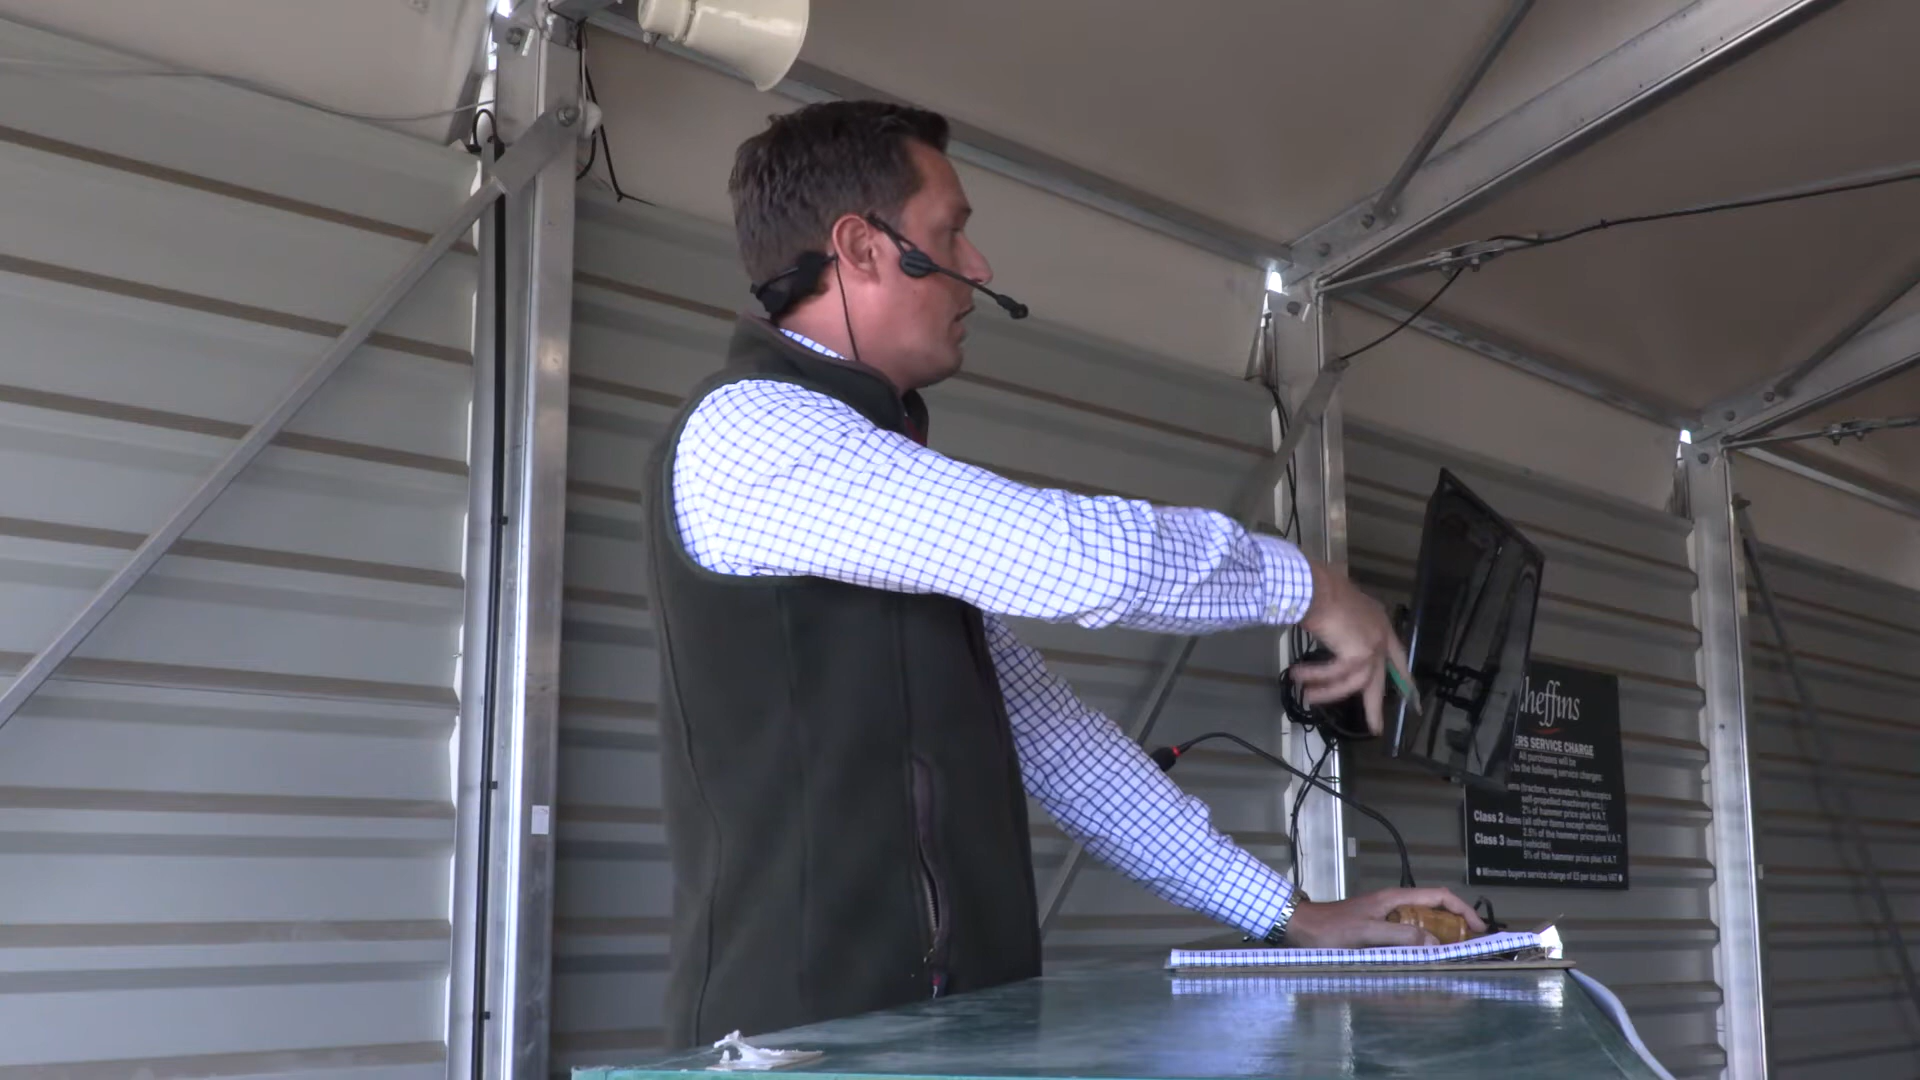 heffins
ERS SERVICE CHARGE
All purchases will be
to the following service charges:
ems (tractors, excavators, telescopics
self-propelled machinery etc.)
2% of hammer price plus V.A.T.
Class 2 items (all other items except vehicles)
2.5% of the hammer price plus V.A.T.
Class 3 items (vehicles)
5% of the hammer price plus V.A.T.
● Minimum buyers service charge of £5 per lot plus VAT ●